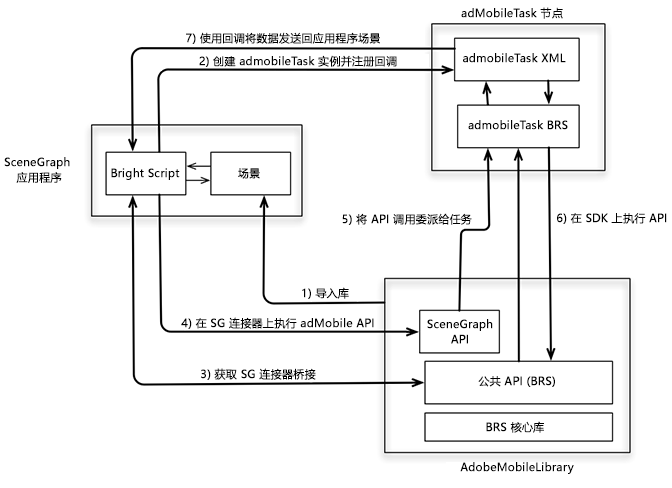 adMobileTask 节点
7) 使用回调将数据发送回应用程序场景
2) 创建 admobileTask 实例并注册回调
admobileTask XML
admobileTask BRS
SceneGraph
应用程序
Bright Script
场景
5) 将 API 调用委派给任务
6) 在 SDK 上执行 API
1) 导入库
4) 在 SG 连接器上执行 adMobile API
SceneGraph
API
3) 获取 SG 连接器桥接
公共 API (BRS)
BRS 核心库
AdobeMobileLibrary